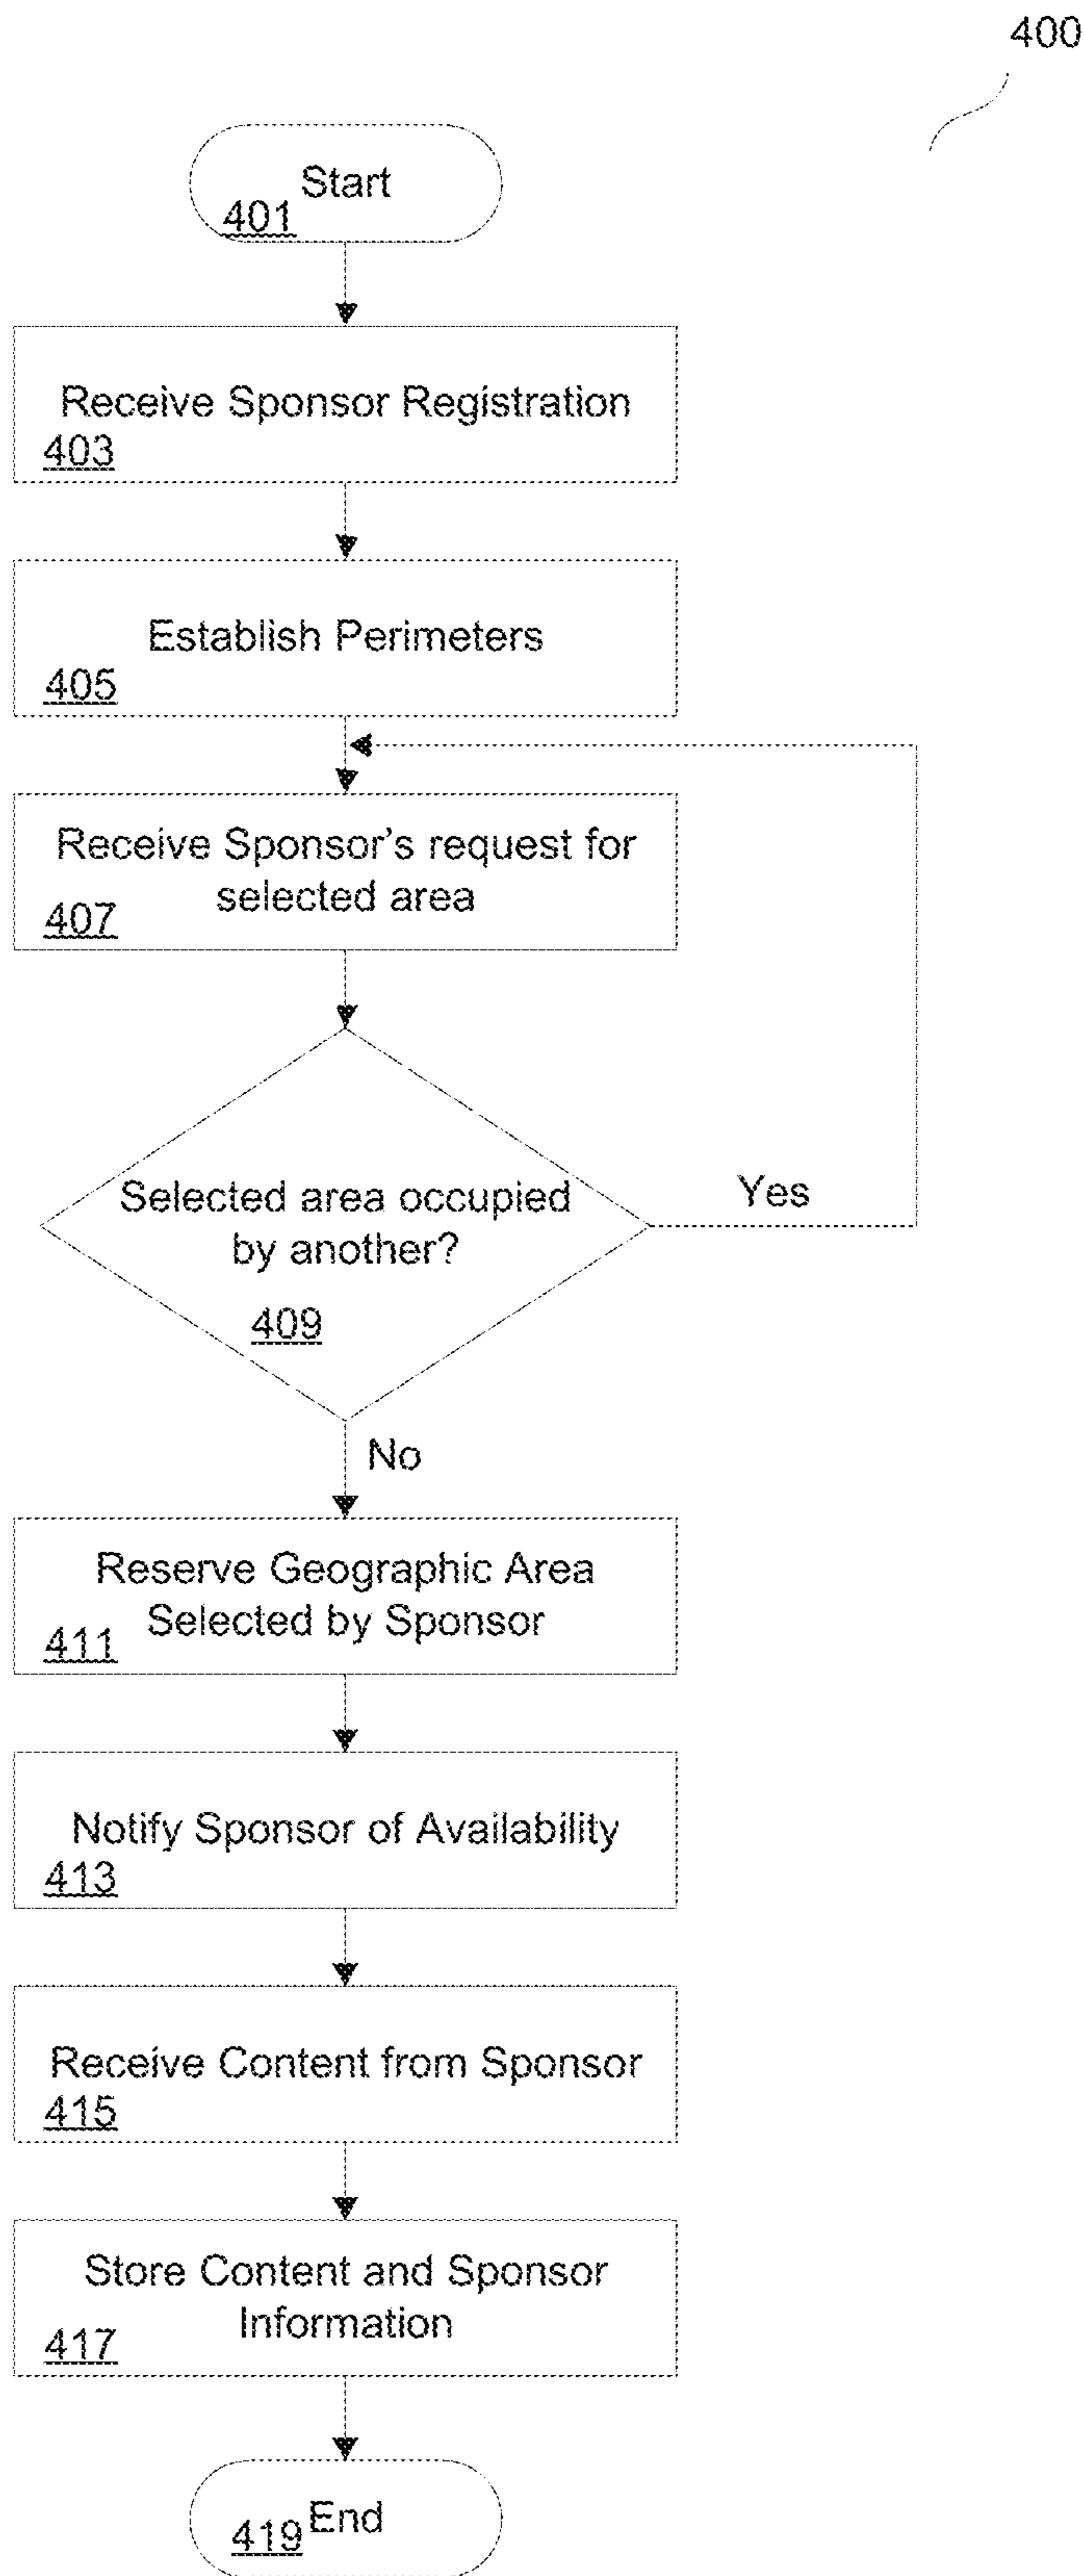 400
Start
401
Receive Sponsor Registration
403
Establish Perimeters
405
Receive Sponsor's request for
selected area
407
Selected area occupied
by another?
409
Yes
No
Reserve Geographic Area
Selected by Sponsor
411
Notify Sponsor of Availability
413
Receive Content from Sponsor
415
Store Content and Sponsor
Information
417
End
419